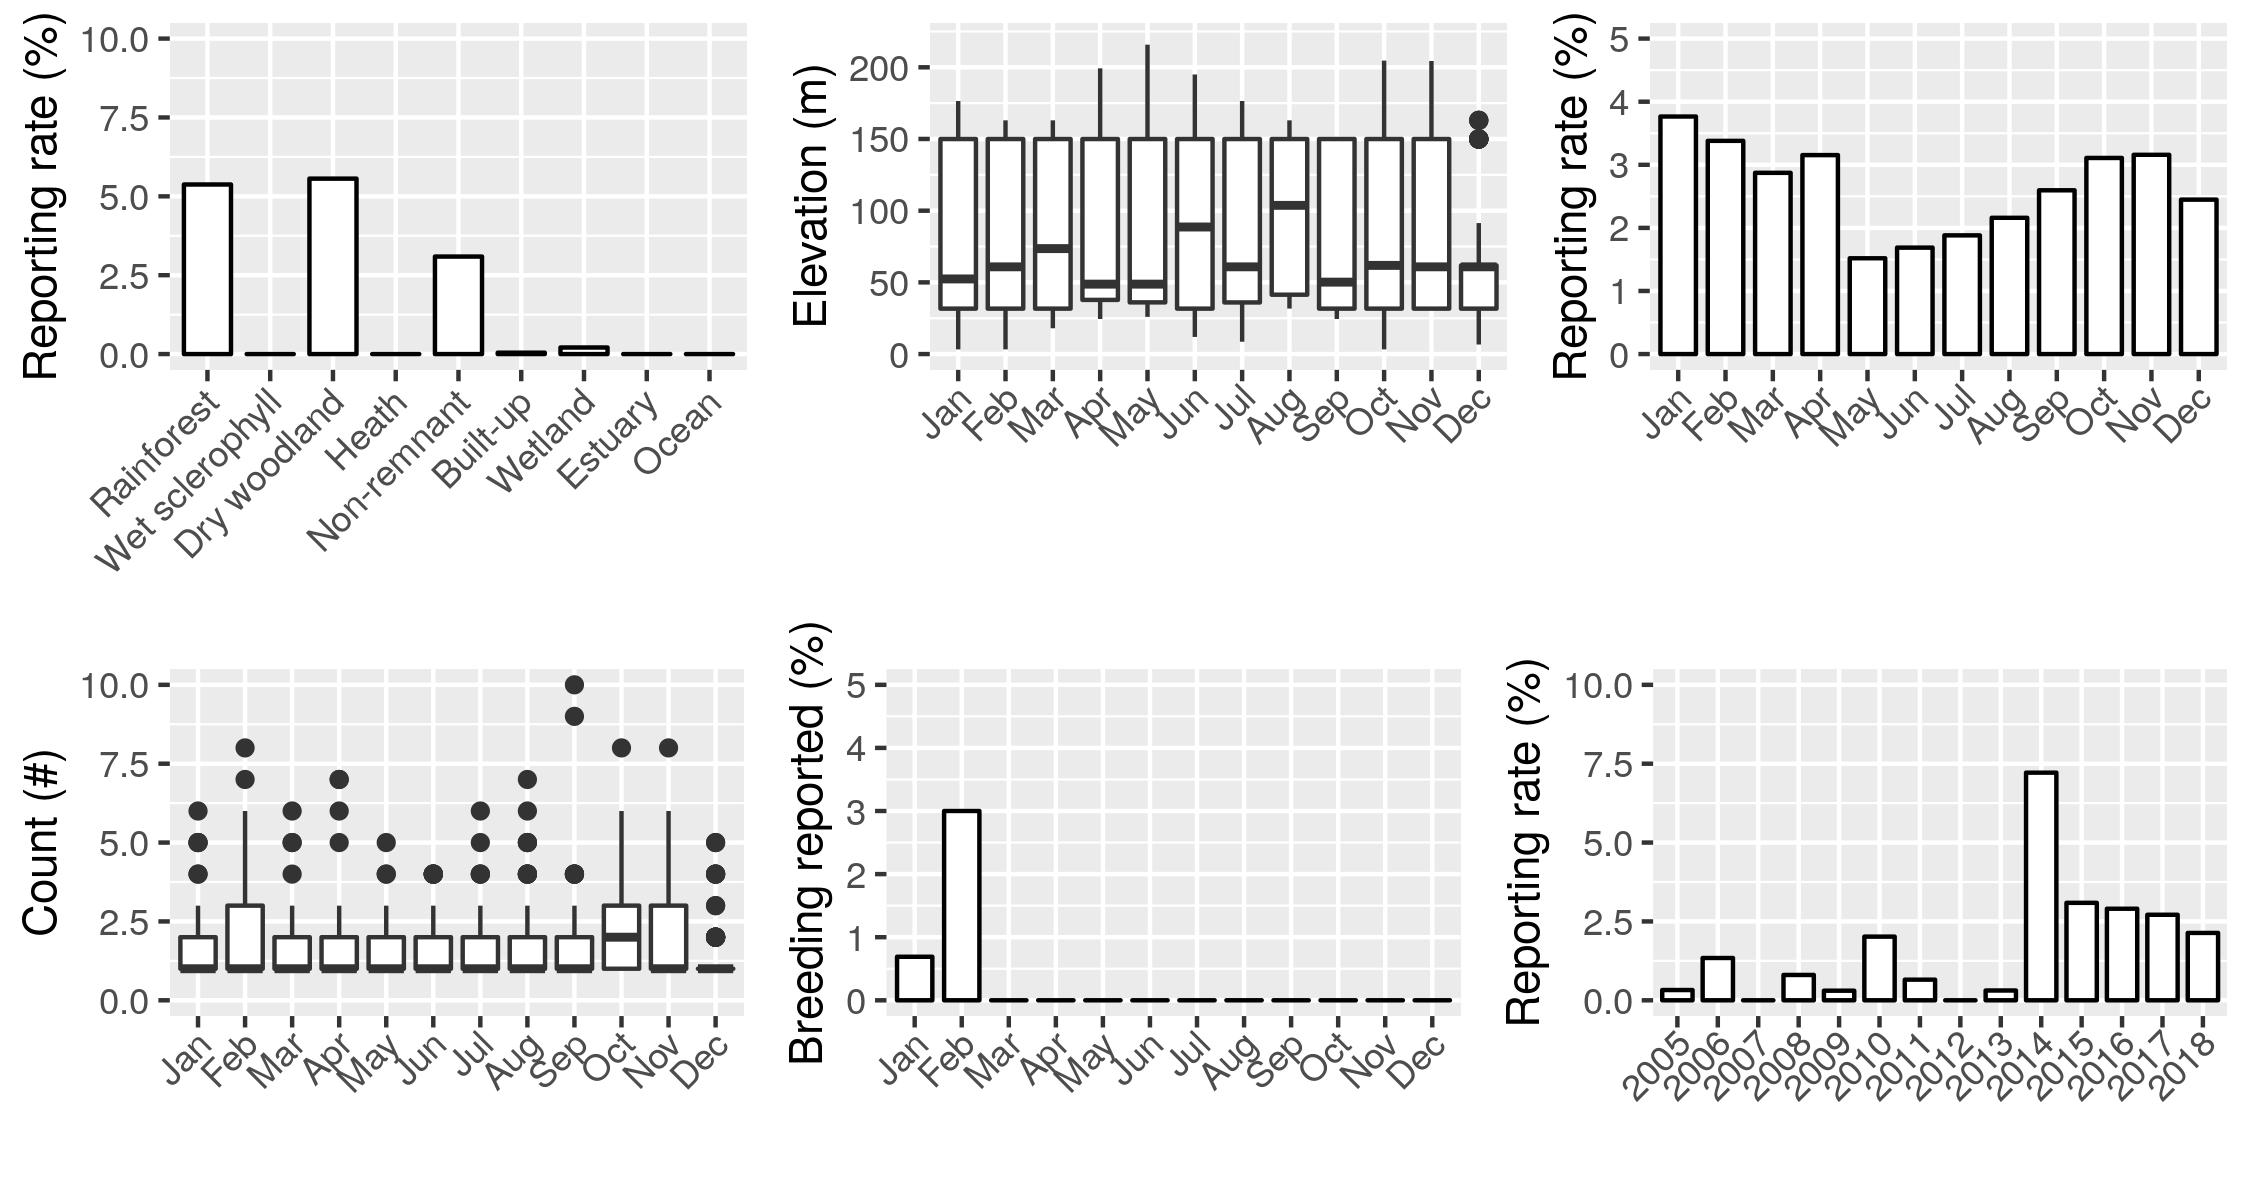 Reporting rate (%)
10.0
7.5
5.0
2.5
0.0
Rainforest
Wet sclerophyll
Dry woodland
Heath
Non-remnant
Built-up
Wetland
Estuary
Ocean
Elevation (m)
200
150
100
50
0
Jan
Feb
Mar
Apr
May
Jun
Jul
Aug
Sep
Oct
Nov
Dec
Reporting rate (%)
5
4
3
2
1
0
Jan
Feb
Mar
Apr
May
Jun
Jul
Aug
Sep
Oct
Nov
Dec
Count (#)
10.0
7.5
5.0
2.5
0.0
Jan
Feb
Mar
Apr
May
Jun
Jul
Aug
Sep
Oct
Nov
Dec
Breeding reported (%)
5
4
3
2
1
0
Jan
Feb
Mar
Apr
May
Jun
Jul
Aug
Sep
Oct
Nov
Dec
Reporting rate (%)
10.0
7.5
5.0
2.5
0.0
2005
2006
2007
2008
2009
2010
2011
2012
2013
2014
2015
2016
2017
2018